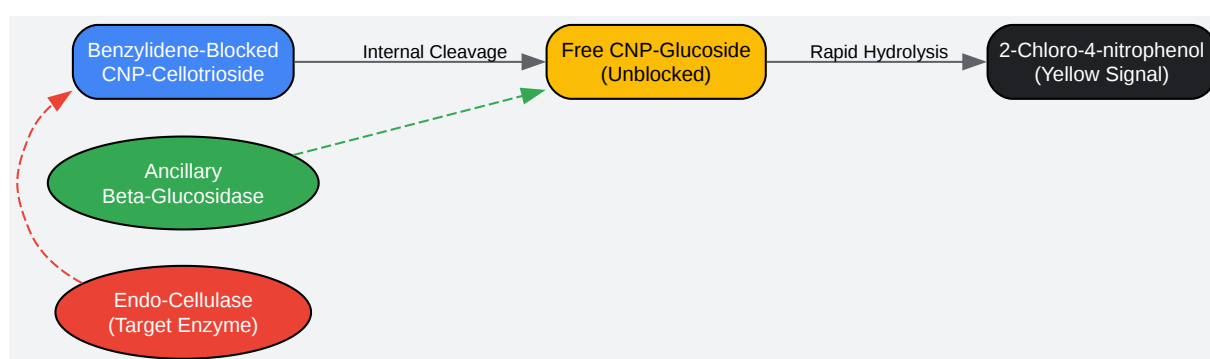 Benzylidene-Blocked
CNP-Cellotrioside
Internal Cleavage
Free CNP-Glucoside
(Unblocked)
Rapid Hydrolysis
2-Chloro-4-nitrophenol
(Yellow Signal)
Ancillary
Beta-Glucosidase
Endo-Cellulase
(Target Enzyme)